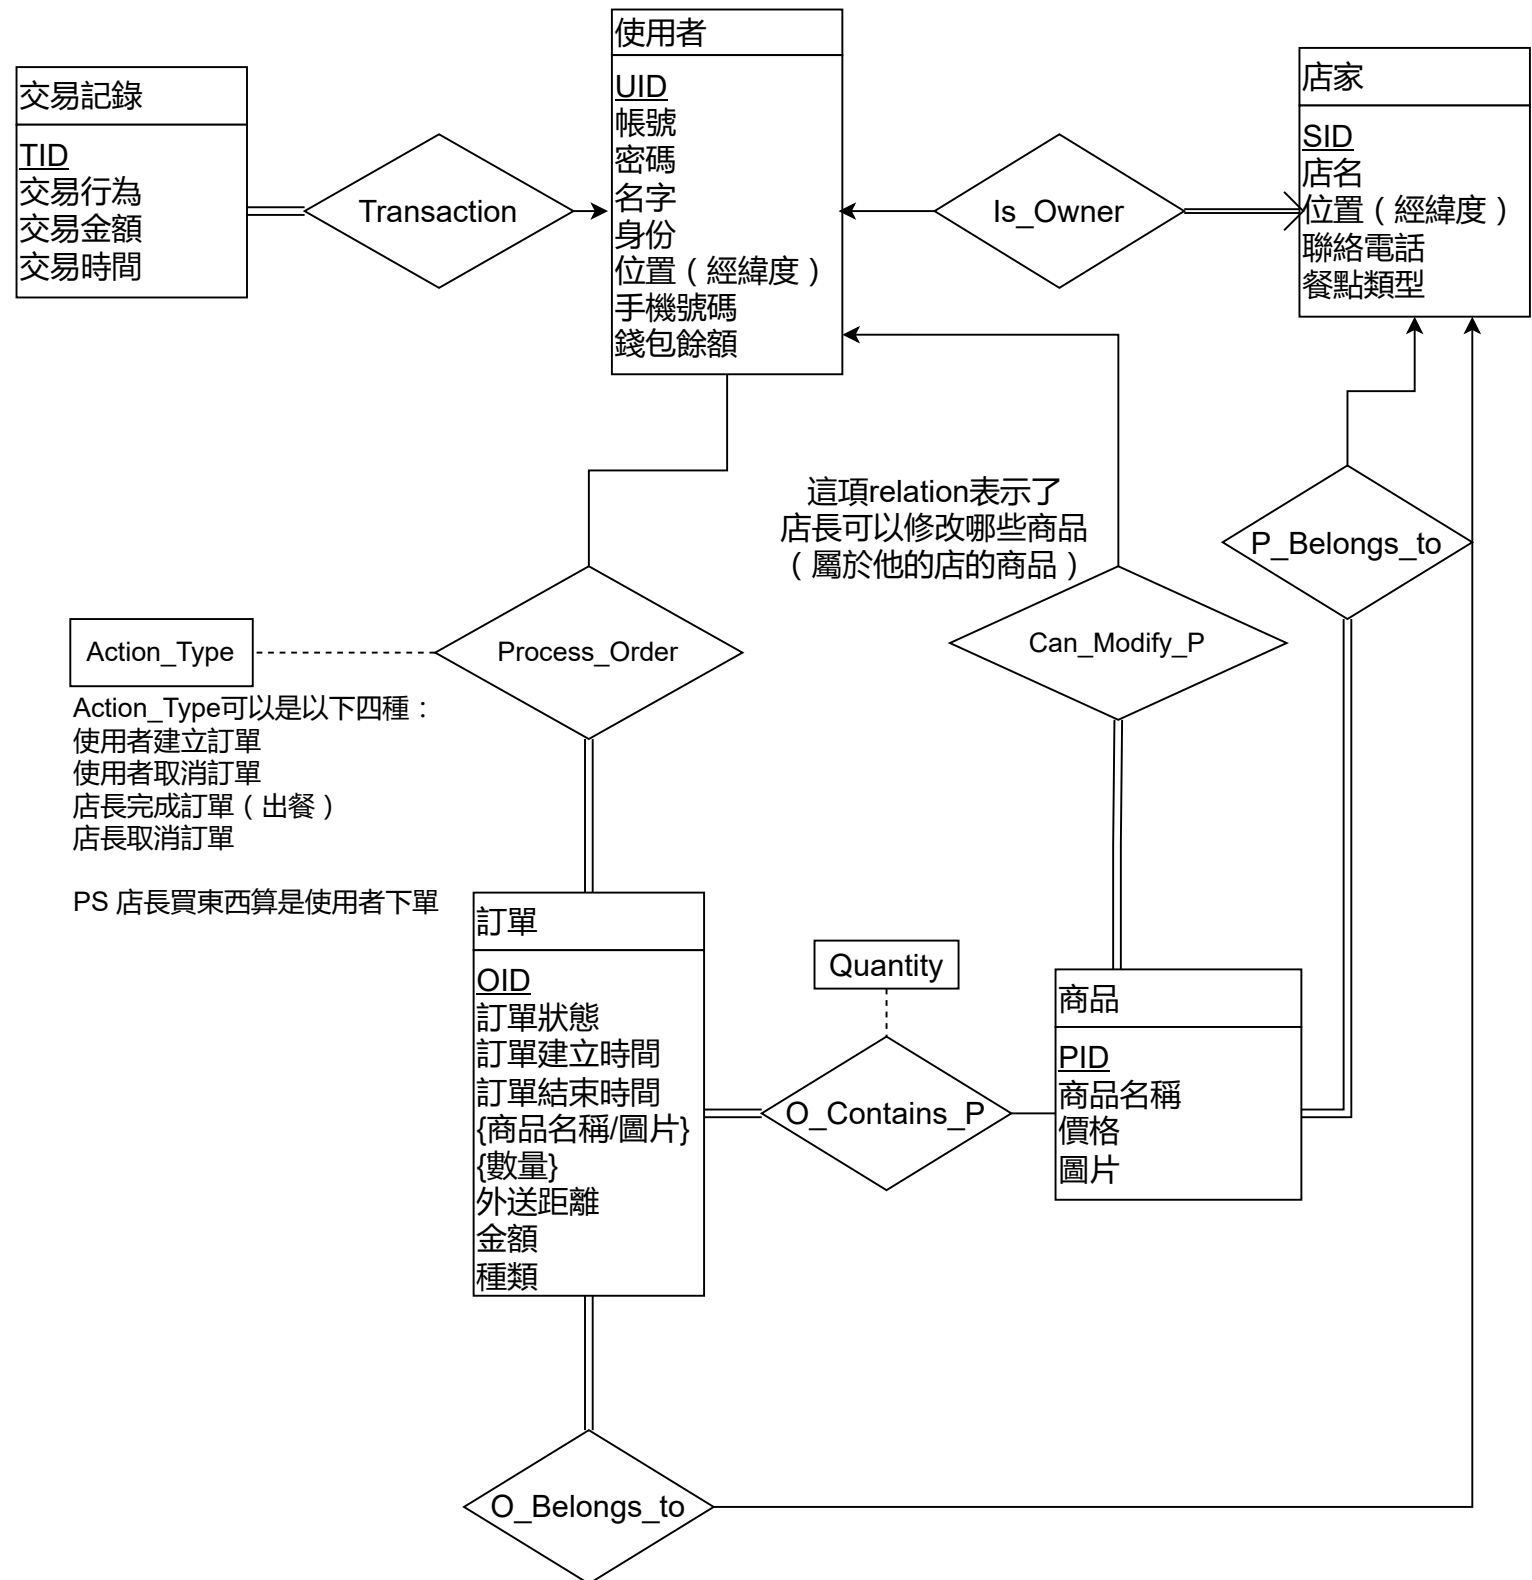 使用者
UID
帳號
密碼
名字
身份
位置（經緯度）
手機號碼
錢包餘額
店家
SID
店名
位置（經緯度）
聯絡電話
餐點類型
交易記錄
TID
交易行為
交易金額
交易時間
Transaction
Is_Owner
這項relation表示了
店長可以修改哪些商品
（屬於他的店的商品）
P_Belongs_to
Action_Type
Process_Order
Can_Modify_P
Action_Type可以是以下四種：
使用者建立訂單
使用者取消訂單
店長完成訂單（出餐）
店長取消訂單
PS 店長買東西算是使用者下單
訂單
OID
訂單狀態
訂單建立時間
訂單結束時間
{商品名稱/圖片}
{數量}
外送距離
金額
種類
Quantity
O_Contains_P
商品
PID
商品名稱
價格
圖片
O_Belongs_to